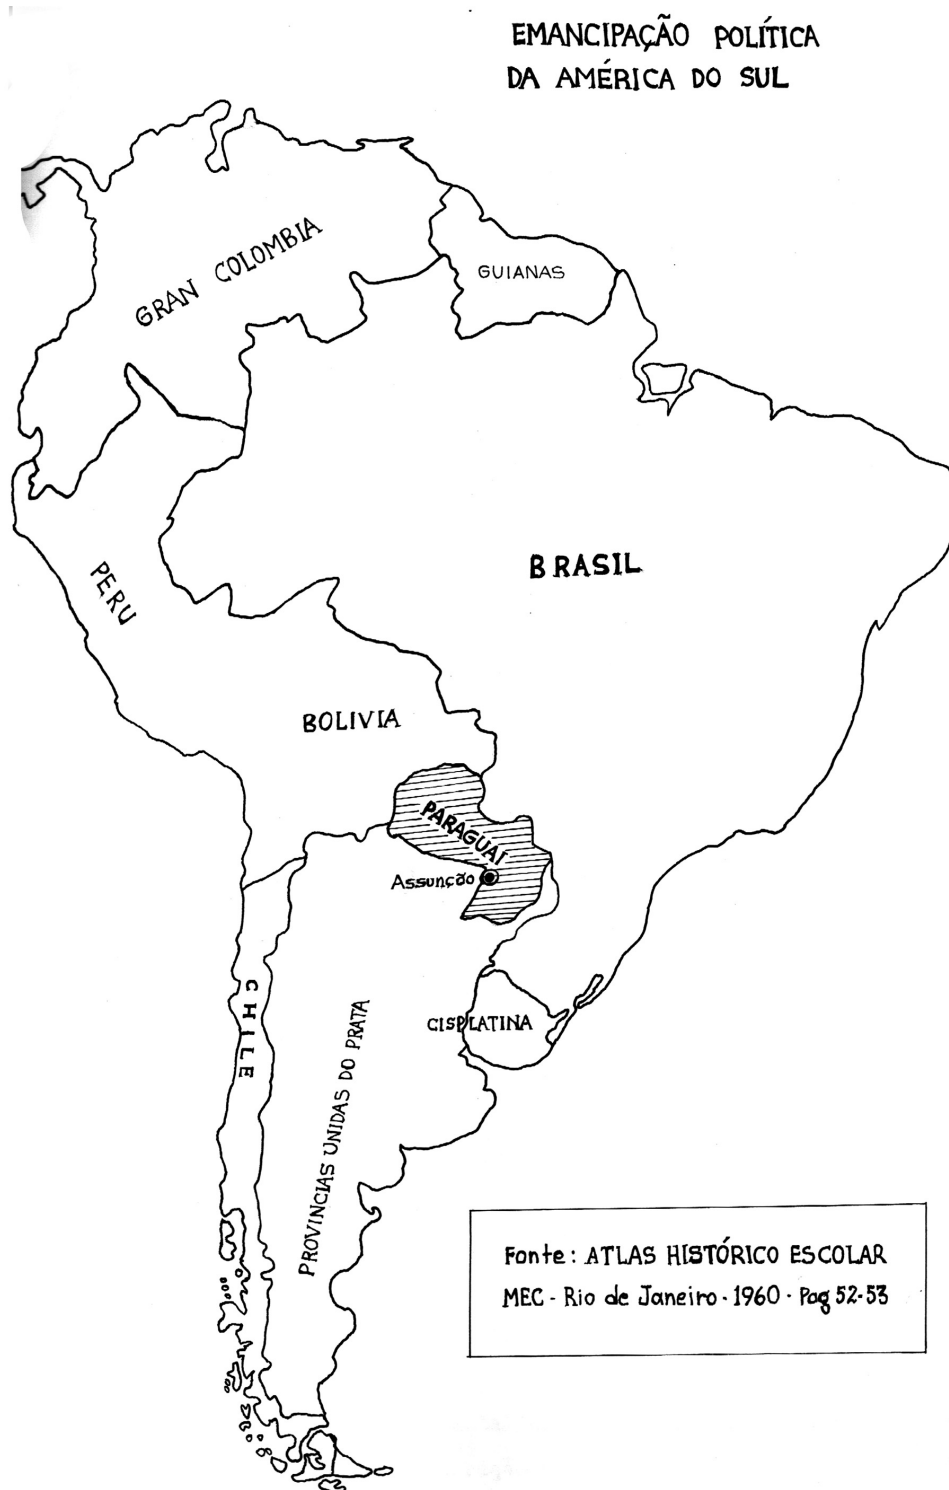 EMANCIPAÇÃO POLÍTICA
DA AMÉRICA DO SUL
GRAN COLOMBIA
GUIANAS
BRASIL
PERU
BOLIVIA
PARAGUAI
Assunção
CHILE
CISPLATINA
PROVINCIAS UNIDAS DO PRATA
Fonte: ATLAS HISTÓRICO ESCOLAR
MEC - Rio de Janeiro - 1960 - Pag 52-53